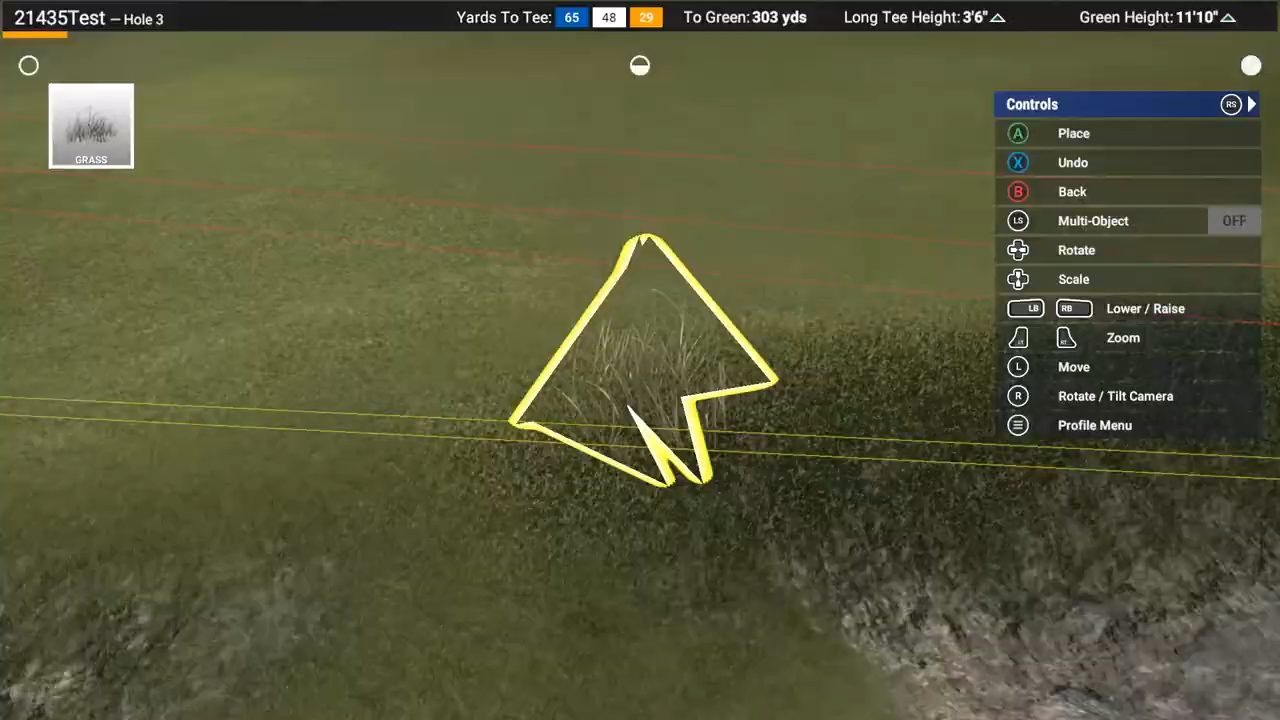 21435Test – Hole 3
Yards To Tee: 65 48 29 To Green: 303 yds Long Tee Height: 3'6" Green Height: 11'10"
GRASS
Controls RS
A Place
X Undo
B Back
LS Multi-Object OFF
Rotate
Scale
LB RB Lower / Raise
Zoom
L Move
R Rotate / Tilt Camera
Profile Menu